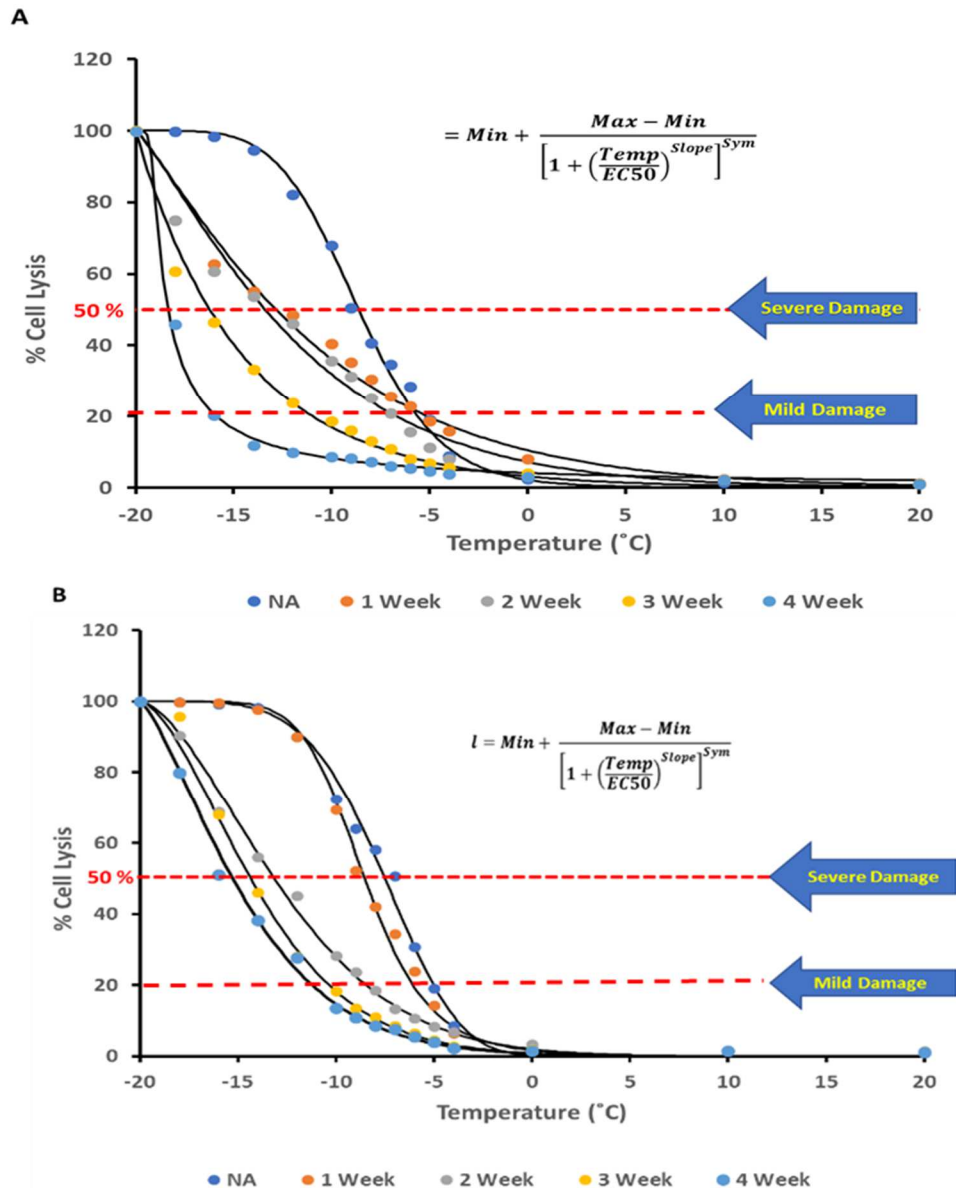 A
120
100
80
60
50 %
40
20
0
% Cell Lysis
= Min + Max − Min / [1 + (Temp/EC50)^Slope]^Sym
Severe Damage
Mild Damage
-20 -15 -10 -5 0 5 10 15 20
Temperature (˚C)
NA 1 Week 2 Week 3 Week 4 Week
B
120
100
80
60
50 %
40
20
0
% Cell Lysis
l = Min + Max − Min / [1 + (Temp/EC50)^Slope]^Sym
Severe Damage
Mild Damage
-20 -15 -10 -5 0 5 10 15 20
Temperature (˚C)
NA 1 Week 2 Week 3 Week 4 Week